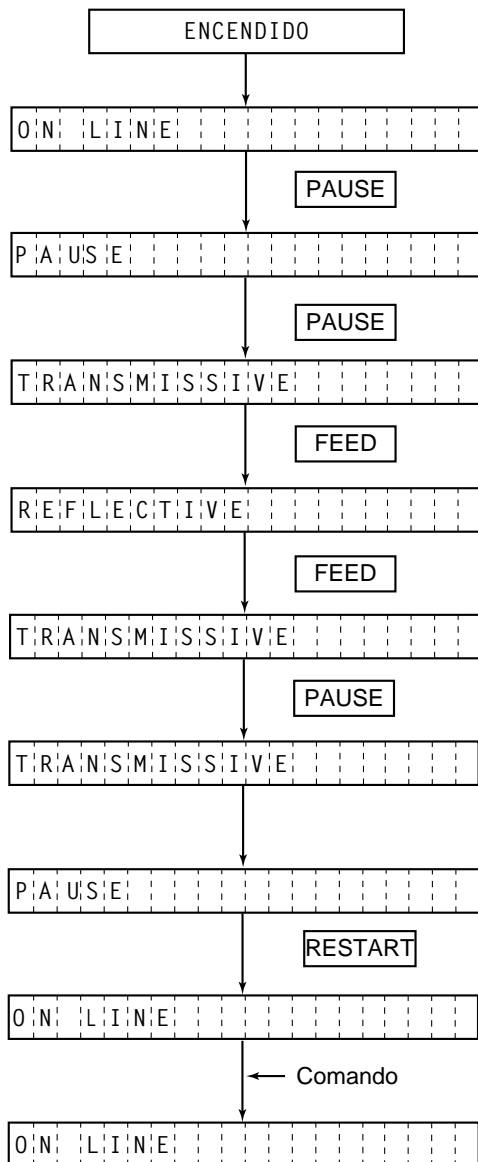 ENCENDIDO
ON LINE
PAUSE
PAUSE
PAUSE
TRANSMISSIVE
FEED
REFLECTIVE
FEED
TRANSMISSIVE
PAUSE
TRANSMISSIVE
PAUSE
RESTART
ON LINE
Comando
ON LINE